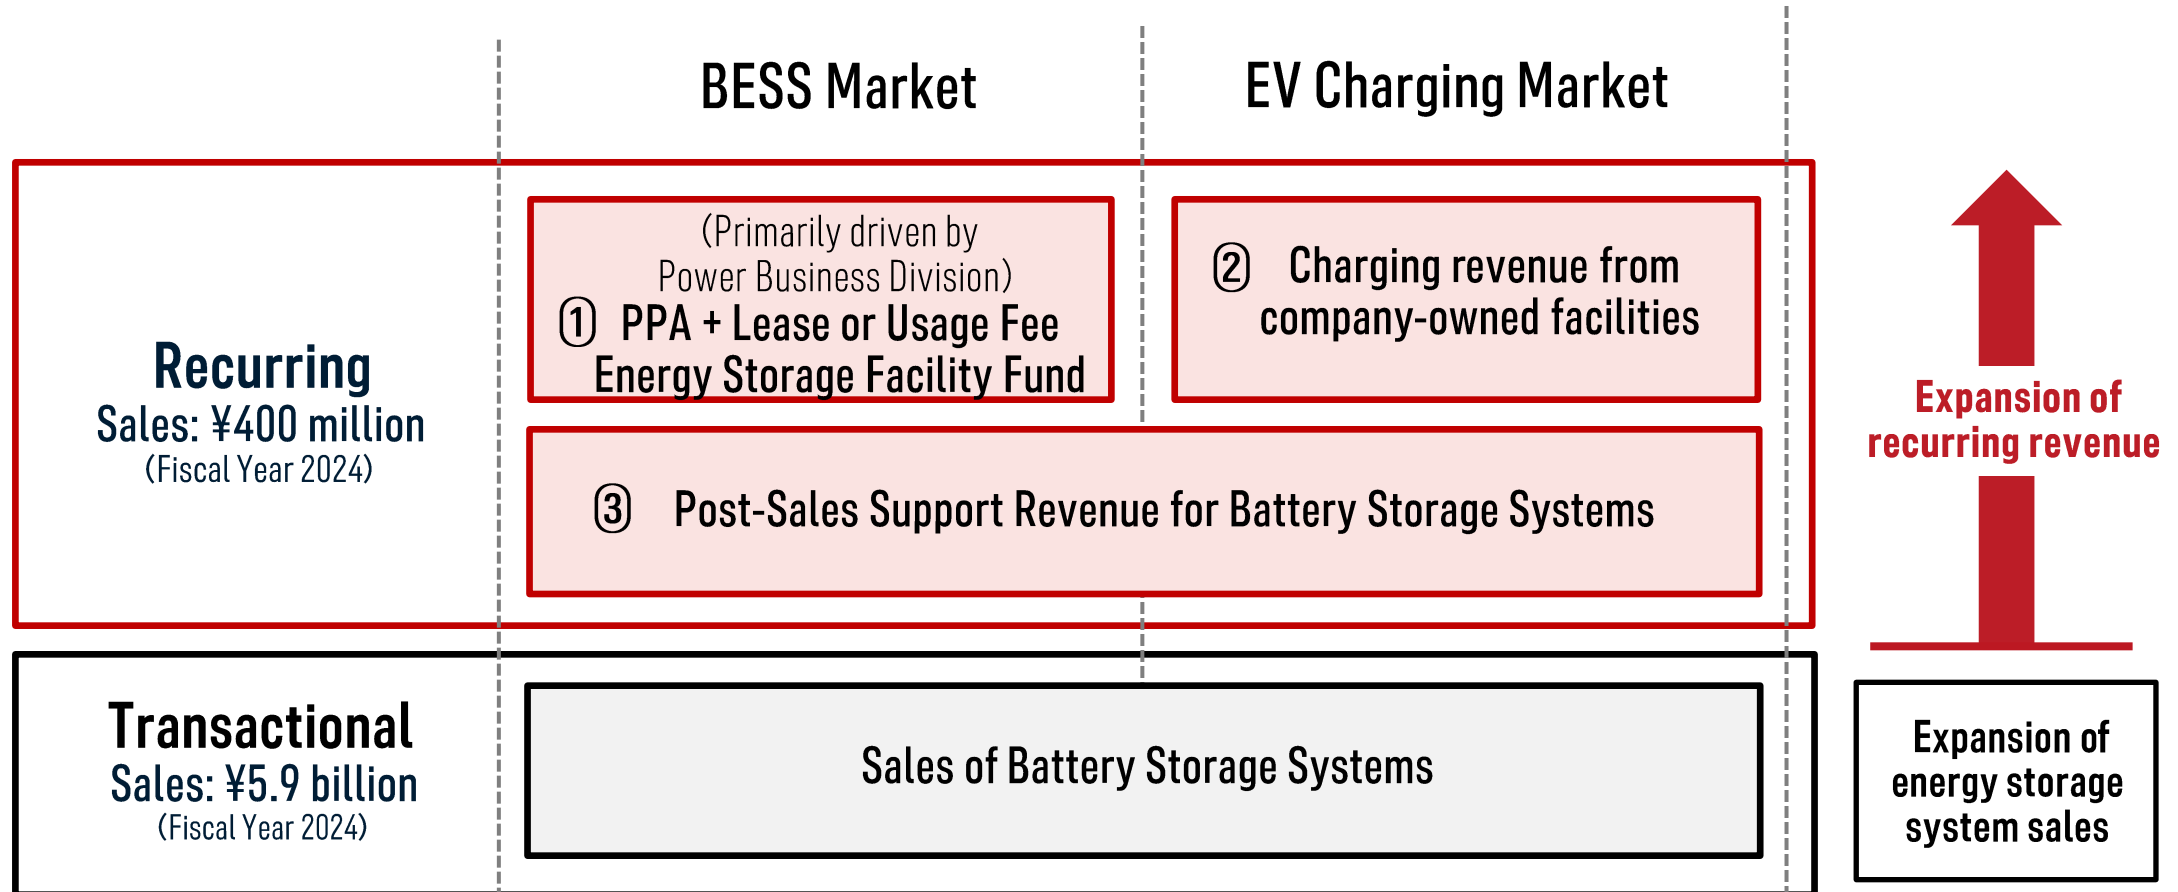 BESS Market
EV Charging Market
Recurring
Sales: ¥400 million
(Fiscal Year 2024)
(Primarily driven by
Power Business Division)
① PPA + Lease or Usage Fee
Energy Storage Facility Fund
② Charging revenue from
company-owned facilities
③ Post-Sales Support Revenue for Battery Storage Systems
Expansion of
recurring revenue
Transactional
Sales: ¥5.9 billion
(Fiscal Year 2024)
Sales of Battery Storage Systems
Expansion of
energy storage
system sales